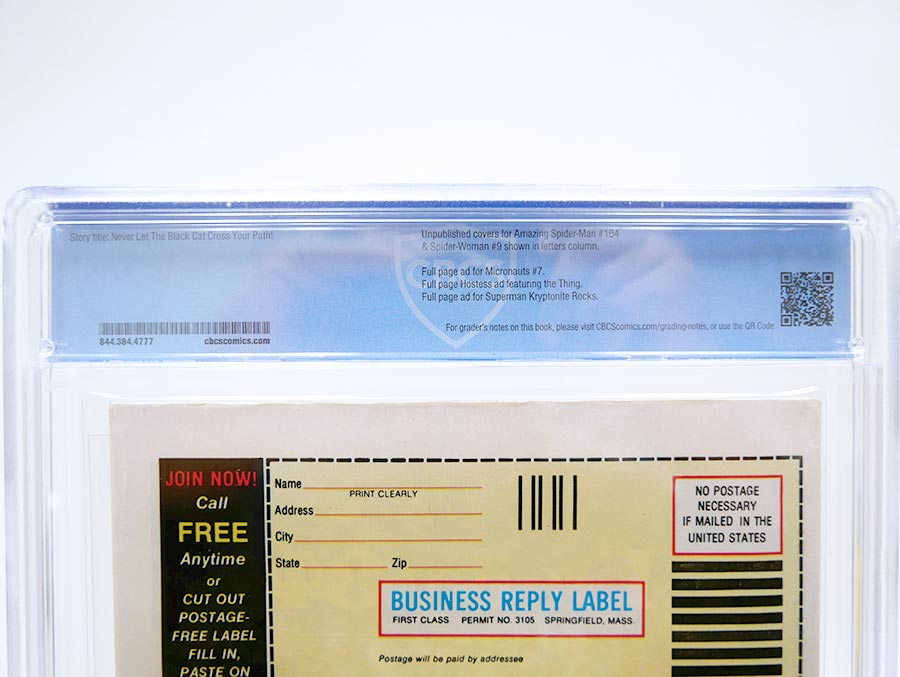 Story title: Never Let The Black Cat Cross Your Path!
Unpublished covers for Amazing Spider-Man #194
& Spider-Woman #9 shown in letters column.
Full page ad for Micronauts #7.
Full page Hostess ad featuring the Thing.
Full page ad for Superman Kryptonite Rocks.
CBCS
For grader's notes on this book, please visit CBCScomics.com/grading-notes, or use the QR Code
844.384.4777 cbcscomics.com
JOIN NOW!
Call
FREE
Anytime
or
CUT OUT
POSTAGE-
FREE LABEL
FILL IN,
PASTE ON
Name
PRINT CLEARLY
Address
City
State Zip
NO POSTAGE
NECESSARY
IF MAILED IN THE
UNITED STATES
BUSINESS REPLY LABEL
FIRST CLASS PERMIT NO. 3105 SPRINGFIELD, MASS.
Postage will be paid by addressee